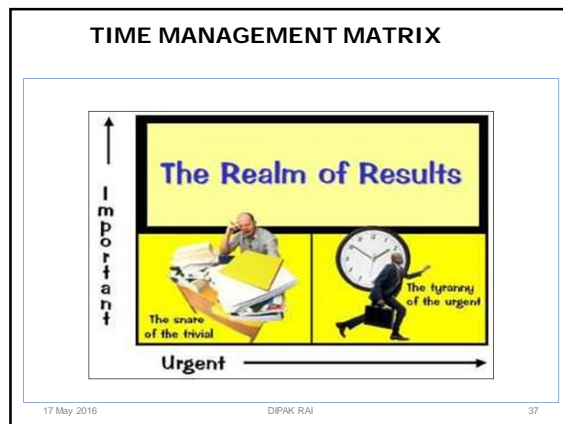 TIME MANAGEMENT MATRIX
The Realm of Results
Important
The snare
of the trivial
The tyranny
of the urgent
Urgent
17 May 2016
DIPAK RAI
37